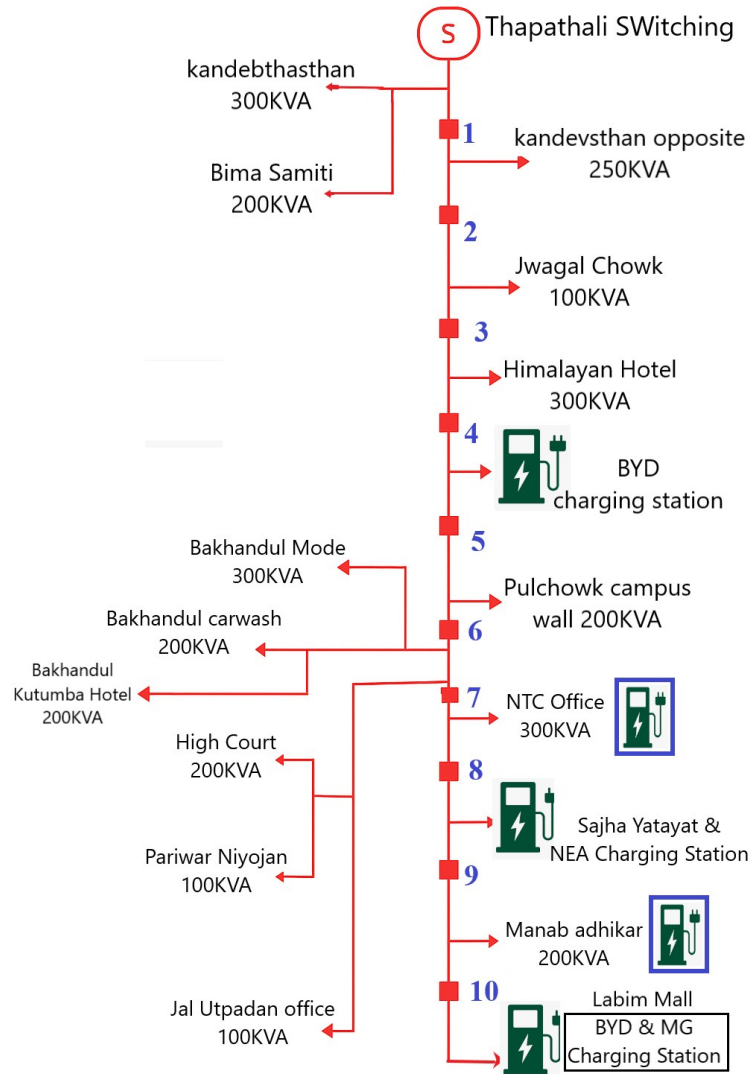 S
Thapathali SWitching
kandebthasthan
300KVA
1
kandevsthan opposite
250KVA
Bima Samiti
200KVA
2
Jwagal Chowk
100KVA
3
Himalayan Hotel
300KVA
4
BYD
charging station
5
Bakhandul Mode
300KVA
Pulchowk campus
wall 200KVA
Bakhandul carwash
200KVA
6
Bakhandul
Kutumba Hotel
200KVA
7
NTC Office
300KVA
High Court
200KVA
8
Sajha Yatayat &
NEA Charging Station
Pariwar Niyojan
100KVA
9
Manab adhikar
200KVA
10
Jal Utpadan office
100KVA
Labim Mall
BYD & MG
Charging Station